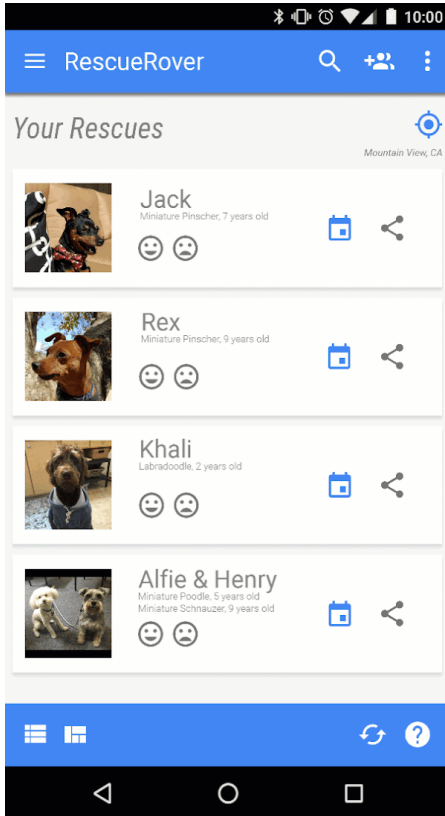 10:00
RescueRover
Your Rescues
Mountain View, CA
Jack
Miniature Pinscher, 7 years old
Rex
Miniature Pinscher, 9 years old
Khali
Labradoodle, 2 years old
Alfie & Henry
Miniature Poodle, 5 years old
Miniature Schnauzer, 9 years old